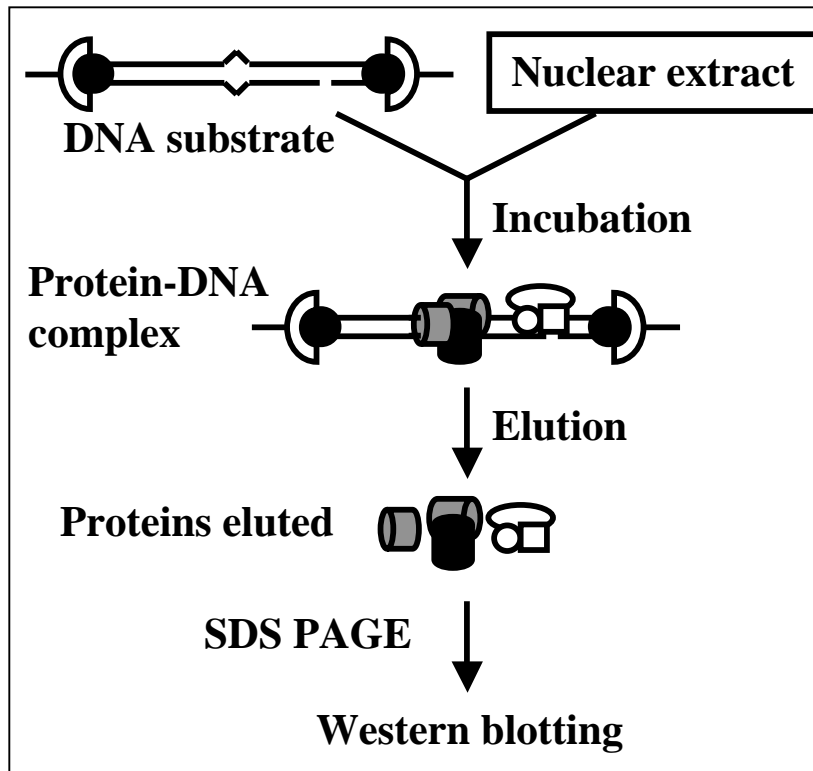 Nuclear extract
DNA substrate
Incubation
Protein-DNA
complex
Elution
Proteins eluted
SDS PAGE
Western blotting